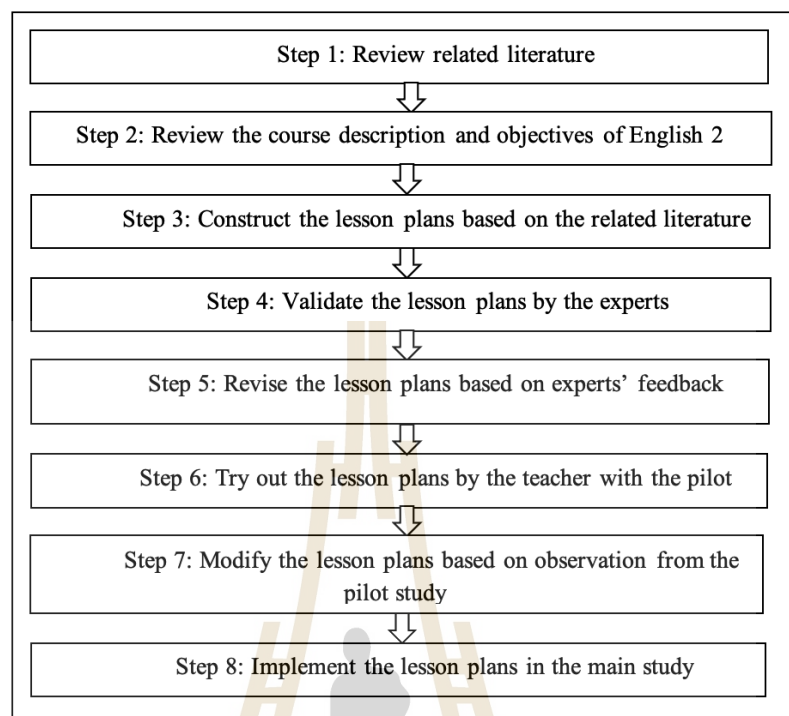 Step 1: Review related literature
Step 2: Review the course description and objectives of English 2
Step 3: Construct the lesson plans based on the related literature
Step 4: Validate the lesson plans by the experts
Step 5: Revise the lesson plans based on experts’ feedback
Step 6: Try out the lesson plans by the teacher with the pilot
Step 7: Modify the lesson plans based on observation from the
pilot study
Step 8: Implement the lesson plans in the main study